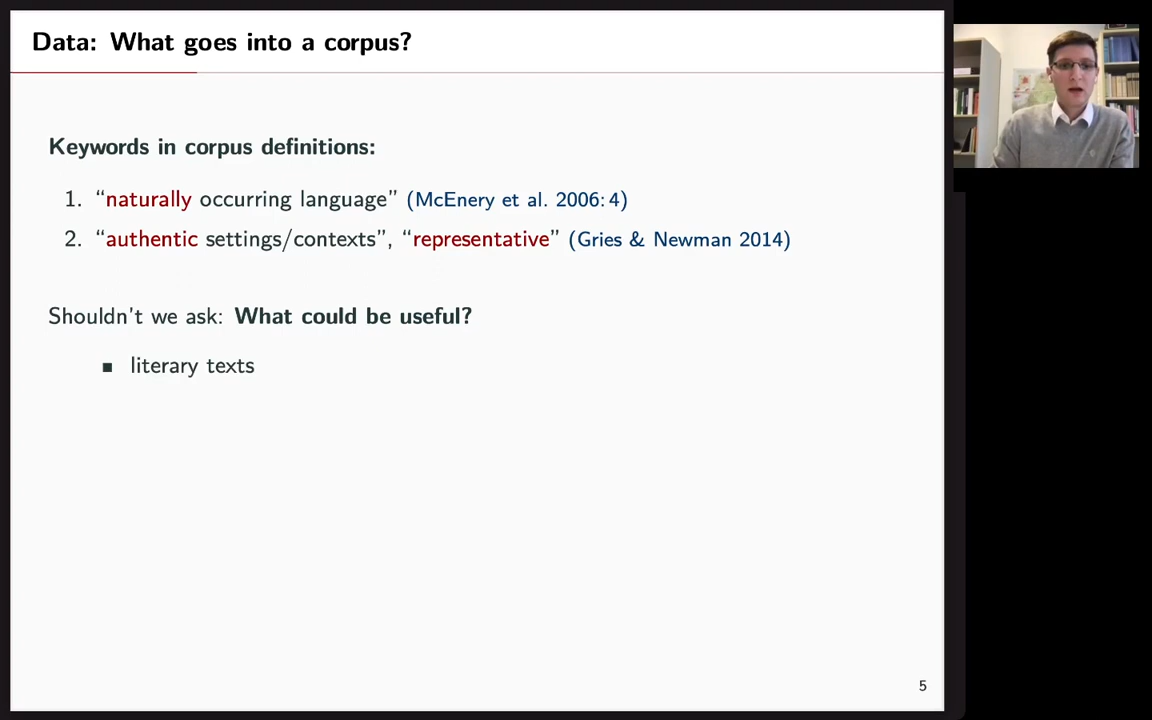 Data: What goes into a corpus?
Keywords in corpus definitions:
1. “naturally occurring language” (McEnery et al. 2006: 4)
2. “authentic settings/contexts”, “representative” (Gries & Newman 2014)
Shouldn't we ask: What could be useful?
■ literary texts
5